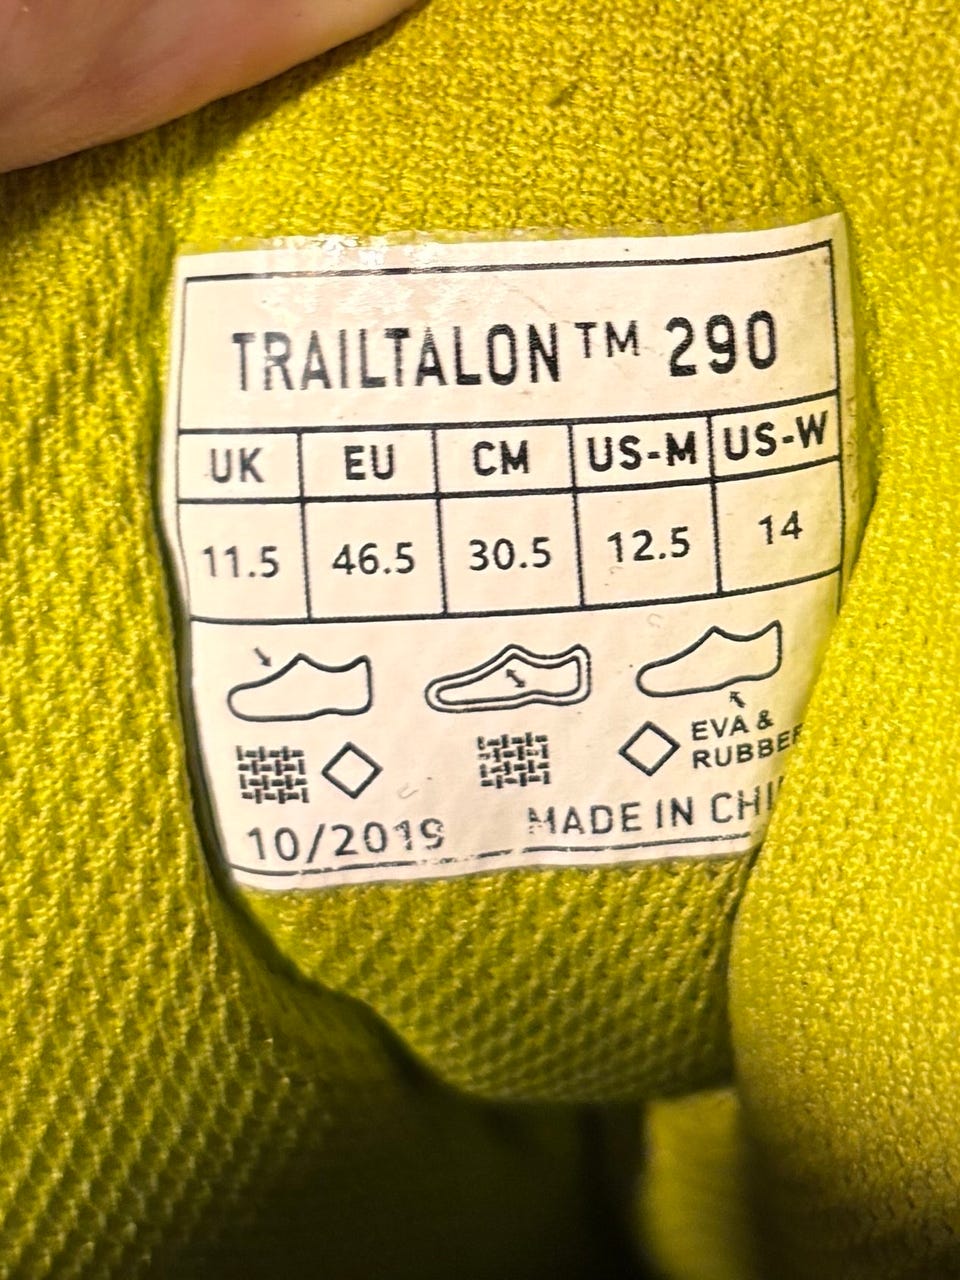 TRAILTALON™ 290
UK EU CM US-M US-W
11.5 46.5 30.5 12.5 14
EVA &
RUBBER
10/2019 MADE IN CHI